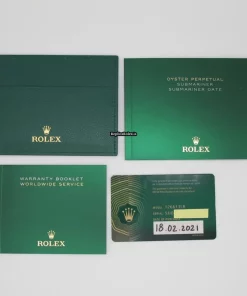 ROLEX
OYSTER PERPETUAL
SUBMARINER
SUBMARINER DATE
ROLEX
WARRANTY BOOKLET
WORLDWIDE SERVICE
ROLEX
18.02.2021